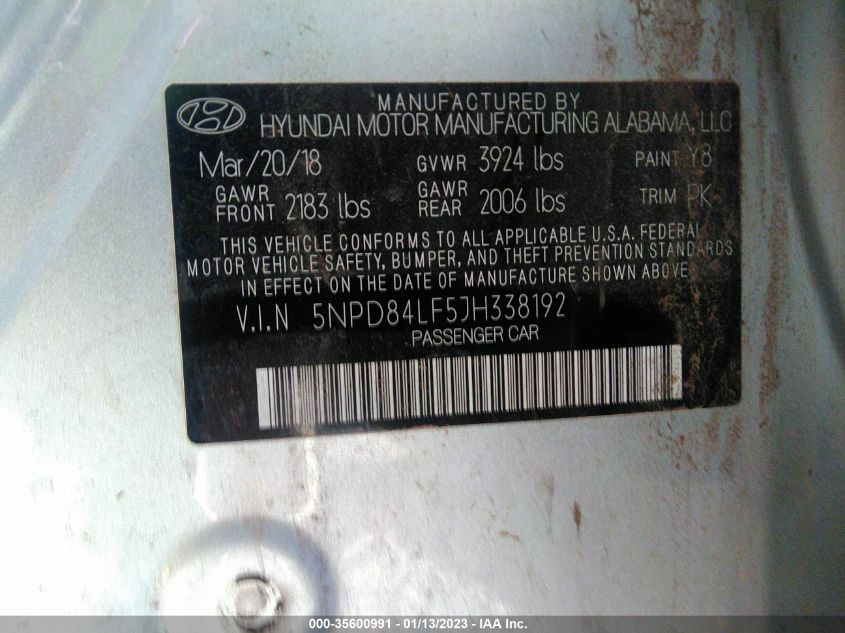 MANUFACTURED BY
HYUNDAI MOTOR MANUFACTURING ALABAMA, LLC
Mar/20/18 GVWR 3924 lbs PAINT Y8
GAWR FRONT 2183 lbs GAWR REAR 2006 lbs TRIM PK
THIS VEHICLE CONFORMS TO ALL APPLICABLE U.S.A. FEDERAL
MOTOR VEHICLE SAFETY, BUMPER, AND THEFT PREVENTION STANDARDS
IN EFFECT ON THE DATE OF MANUFACTURE SHOWN ABOVE
V.I.N 5NPD84LF5JH338192
PASSENGER CAR
000-35600991 - 01/13/2023 - IAA Inc.